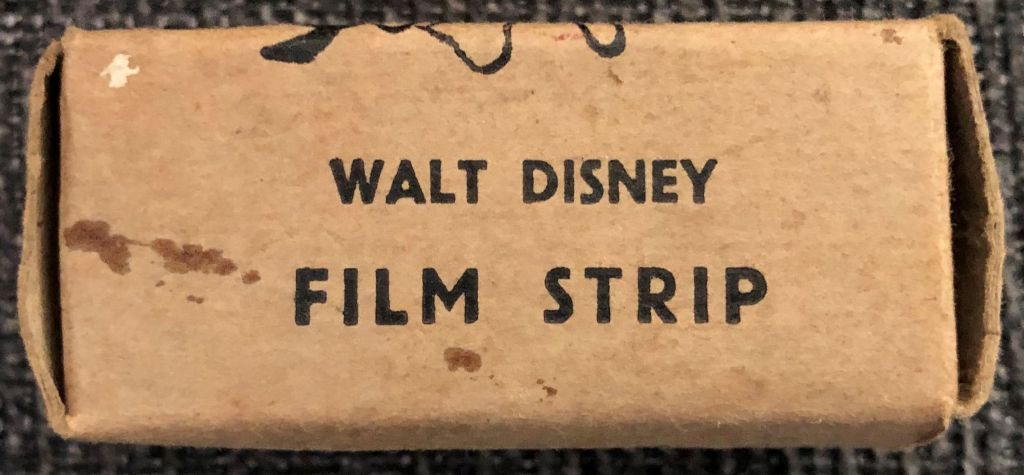 WALT DISNEY
FILM STRIP